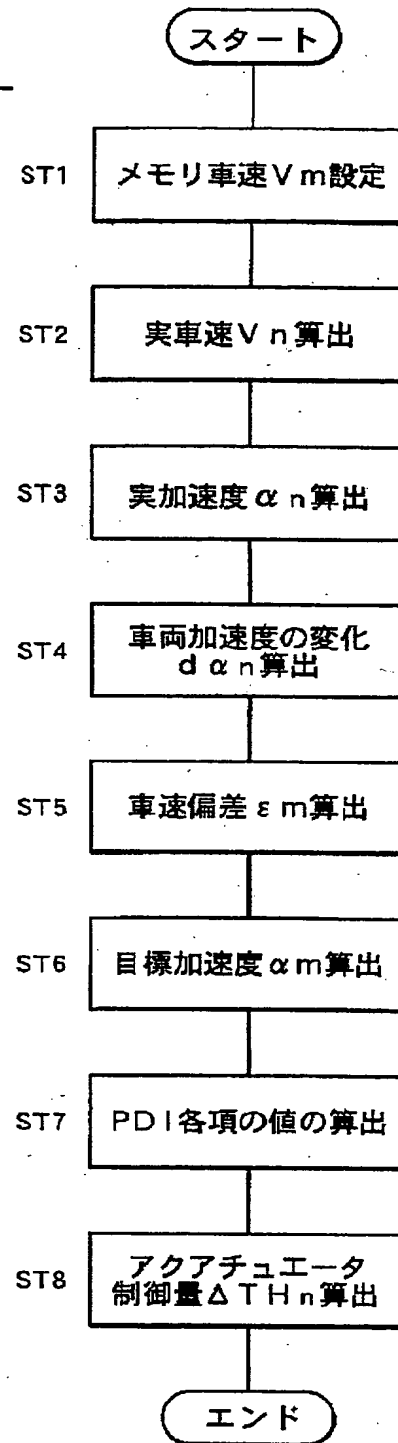 スタート
ST1
メモリ車速Vm設定
ST2
実車速Vn算出
ST3
実加速度αn算出
ST4
車両加速度の変化
dαn算出
ST5
車速偏差εm算出
ST6
目標加速度αm算出
ST7
PDI各項の値の算出
ST8
アクアチュエータ
制御量ΔTHn算出
エンド